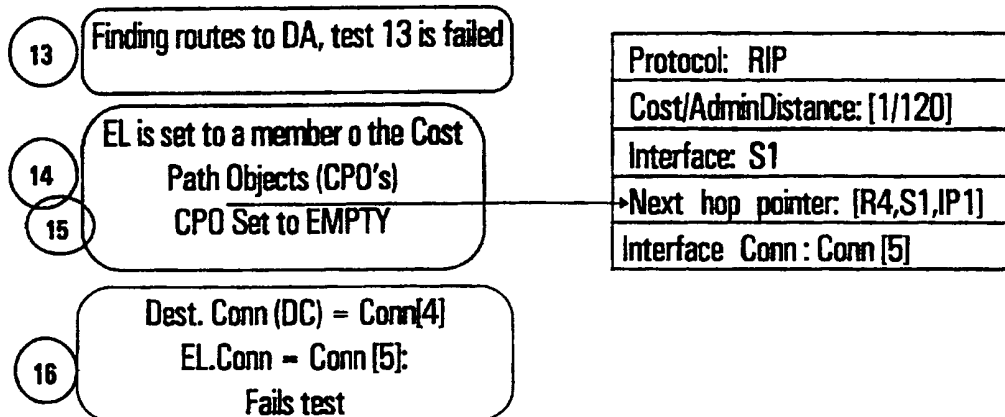 13
Finding routes to DA, test 13 is failed
14
15
EL is set to a member o the Cost
Path Objects (CPO's)
CPO Set to EMPTY
Protocol: RIP
Cost/AdminDistance: [1/120]
Interface: S1
Next hop pointer: [R4,S1,IP1]
Interface Conn : Conn [5]
16
Dest. Conn (DC) = Conn[4]
EL.Conn = Conn [5]:
Fails test